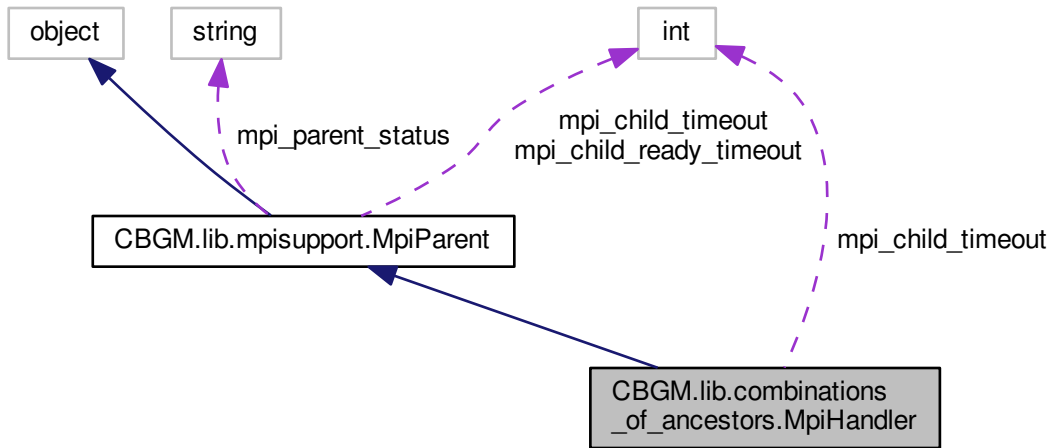 object
string
int
mpi_parent_status
mpi_child_timeout
mpi_child_ready_timeout
CBGM.lib.mpisupport.MpiParent
mpi_child_timeout
CBGM.lib.combinations
_of_ancestors.MpiHandler